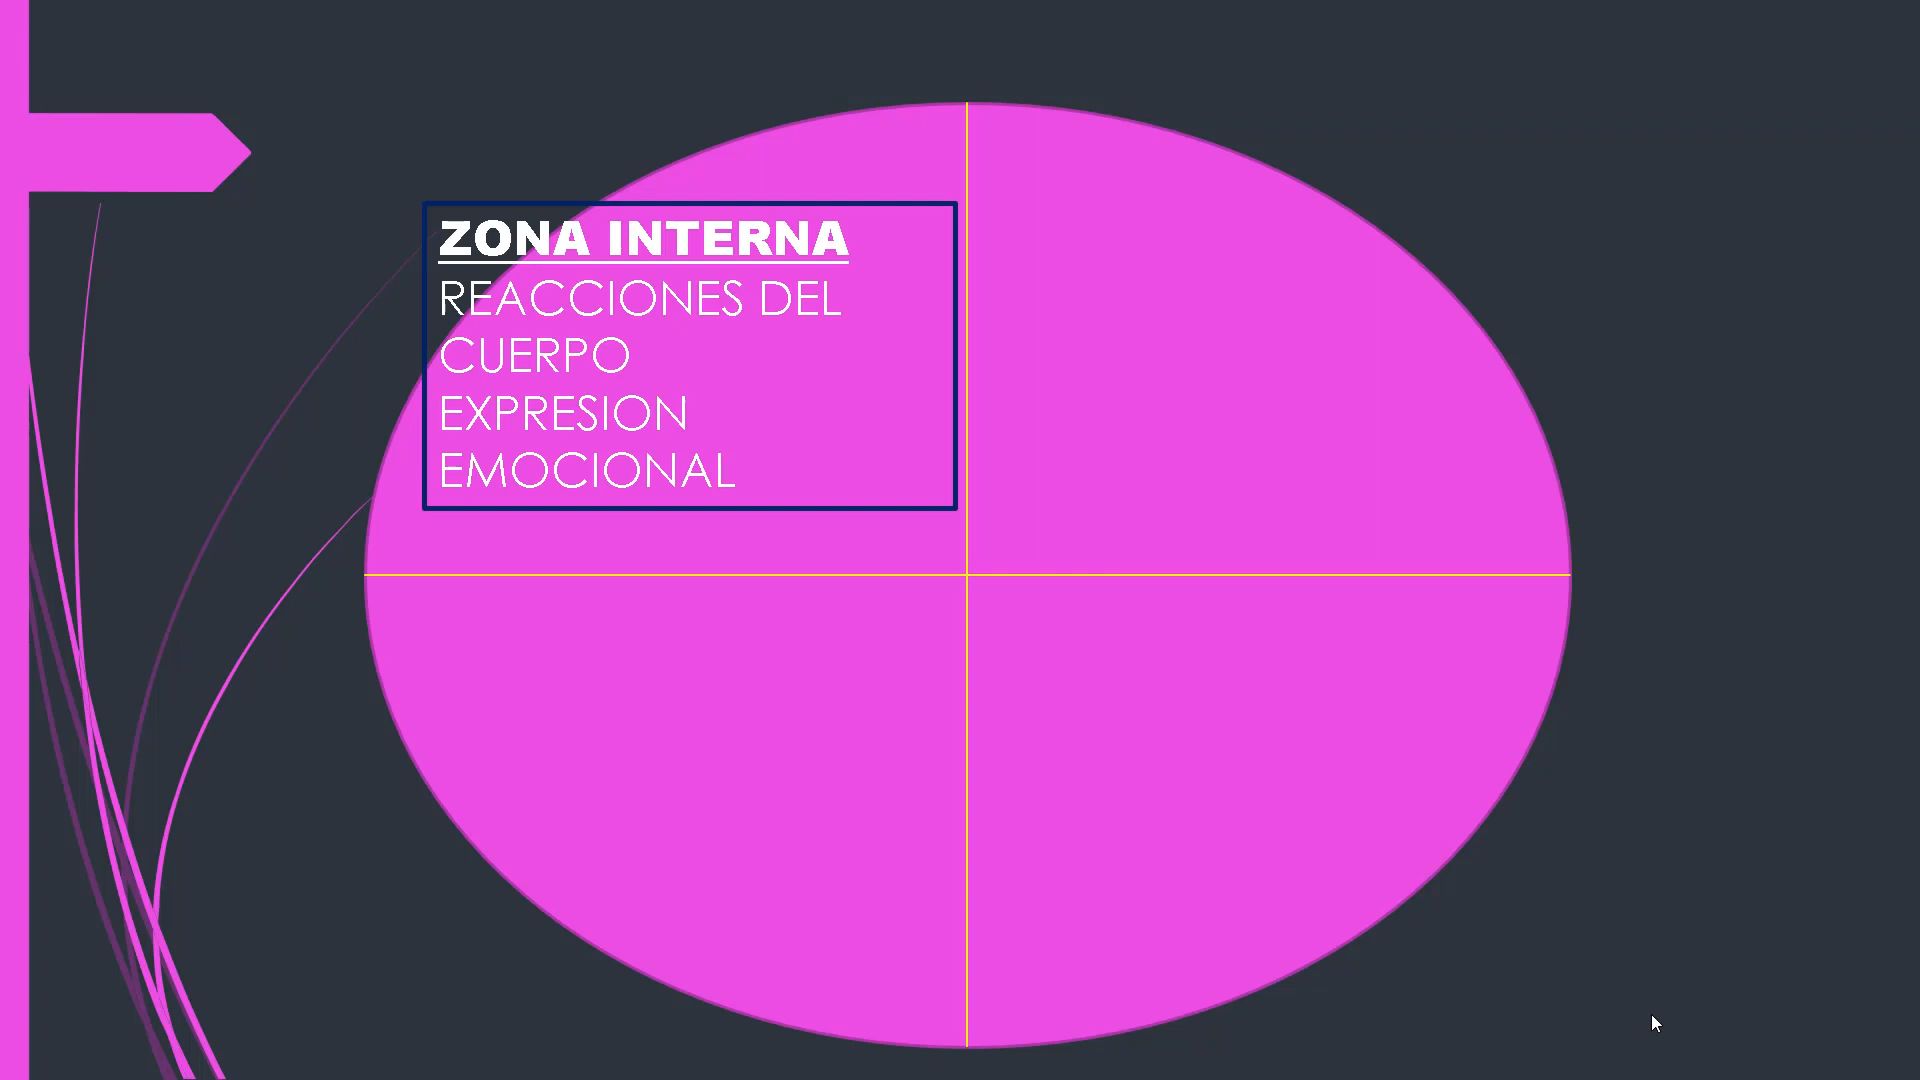 ZONA INTERNA
REACCIONES DEL
CUERPO
EXPRESION
EMOCIONAL